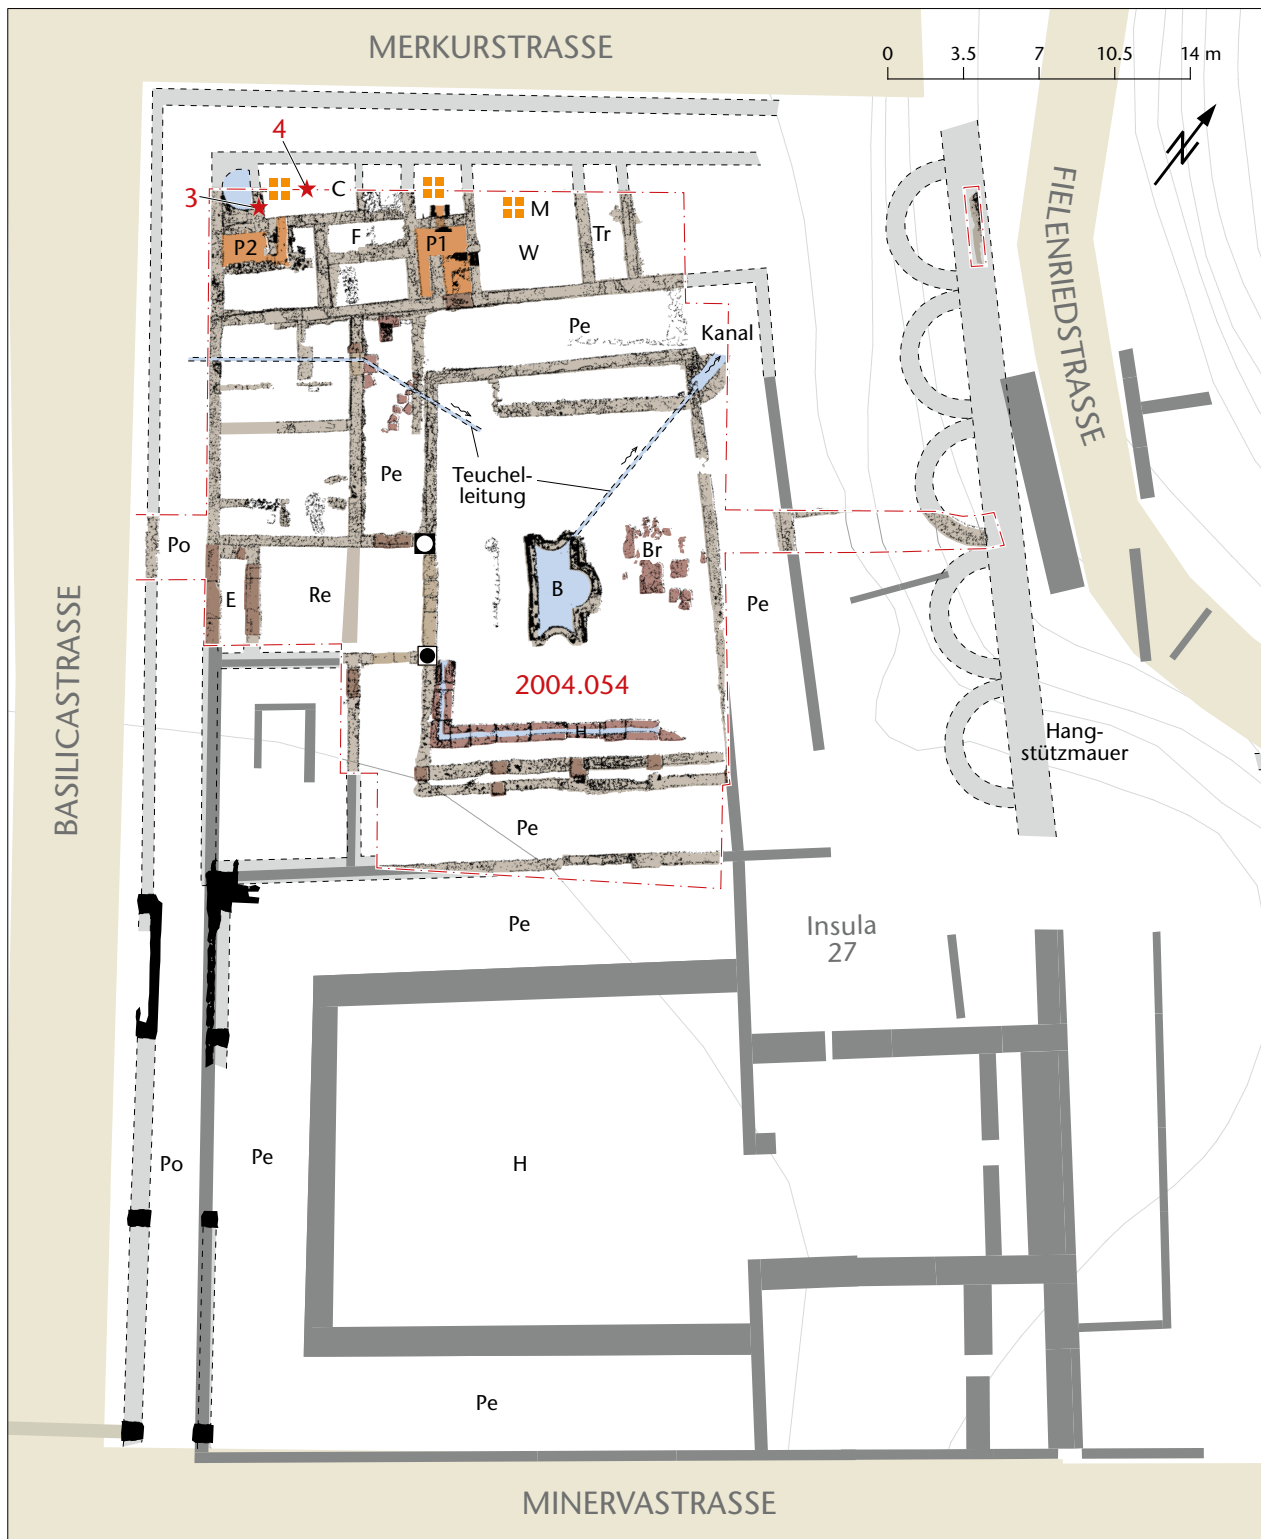 MERKURSTRASSE
0 3.5 7 10.5 14 m
N
4
C
3
M
P2
F
P1
W
Tr
FIELENRIEDSTRASSE
Pe
Kanal
Pe
Teuchel-
leitung
Po
Br
E
Re
B
Pe
BASILICASTRASSE
2004.054
H
Hang-
stützmauer
Pe
Pe
Insula
27
Po
Pe
H
Pe
MINERVASTRASSE